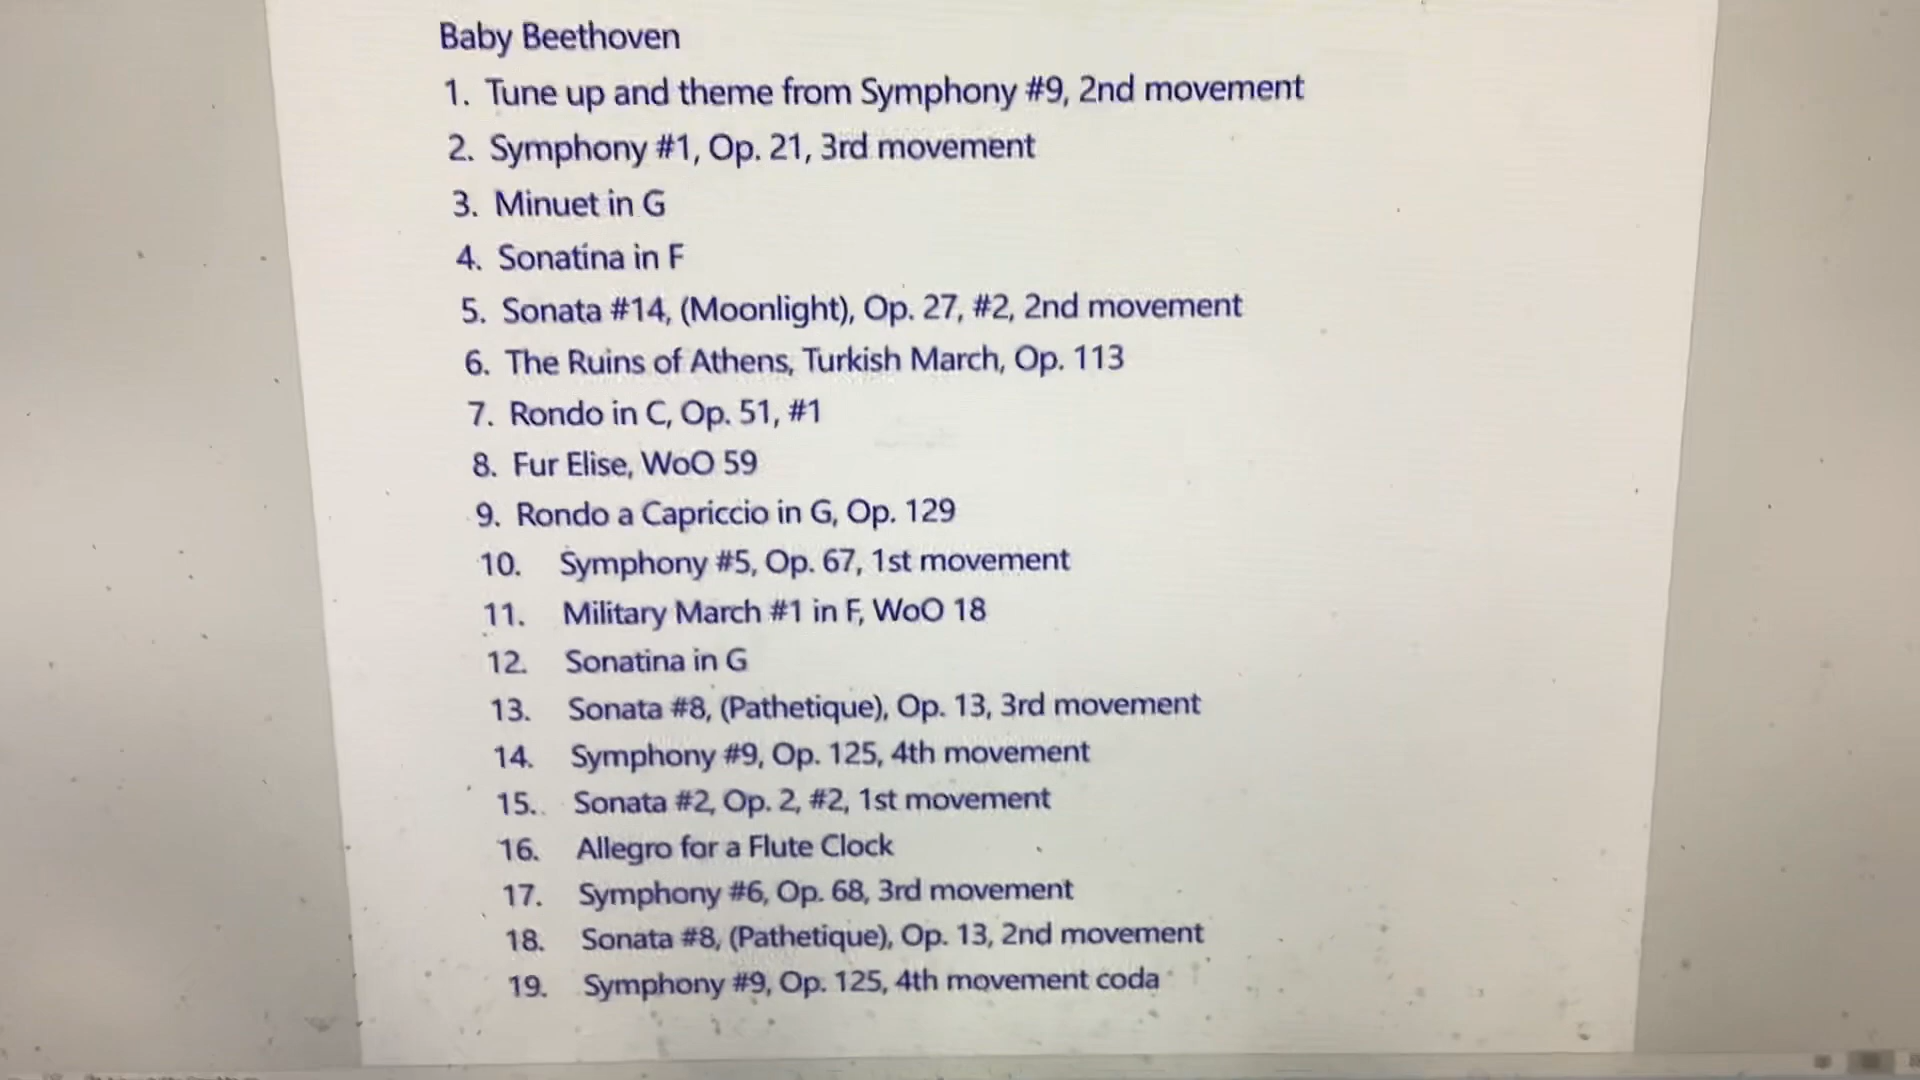 Baby Beethoven
1. Tune up and theme from Symphony #9, 2nd movement
2. Symphony #1, Op. 21, 3rd movement
3. Minuet in G
4. Sonatina in F
5. Sonata #14, (Moonlight), Op. 27, #2, 2nd movement
6. The Ruins of Athens, Turkish March, Op. 113
7. Rondo in C, Op. 51, #1
8. Fur Elise, WoO 59
9. Rondo a Capriccio in G, Op. 129
10. Symphony #5, Op. 67, 1st movement
11. Military March #1 in F, WoO 18
12. Sonatina in G
13. Sonata #8, (Pathetique), Op. 13, 3rd movement
14. Symphony #9, Op. 125, 4th movement
15. Sonata #2, Op. 2, #2, 1st movement
16. Allegro for a Flute Clock
17. Symphony #6, Op. 68, 3rd movement
18. Sonata #8, (Pathetique), Op. 13, 2nd movement
19. Symphony #9, Op. 125, 4th movement coda